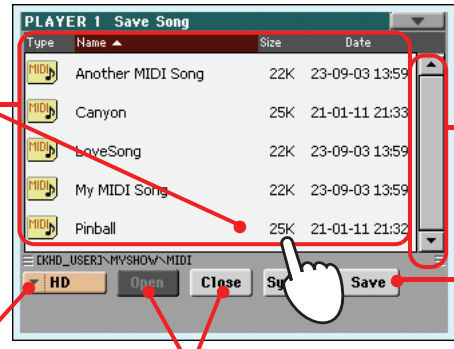 PLAYER 1 Save Song
Type Name Size Date
MIDI Another MIDI Song 22K 23-09-03 13:59
MIDI Canyon 25K 21-01-11 21:33
MIDI LoveSong 22K 23-09-03 13:59
MIDI My MIDI Song 22K 23-09-03 13:59
MIDI Pinball 25K 21-01-11 21:32
[KHD_USER]\MYSHOW\MIDI
HD Open Close Save